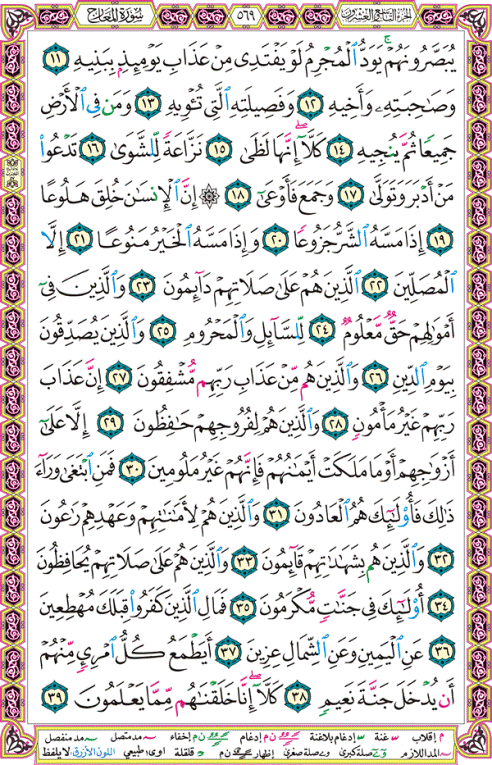 الجزء التاسع والعشرون ٥٦٩ سورة المعارج
يُبَصَّرُونَهُمْ يَوَدُّ ٱلْمُجْرِمُ لَوْ يَفْتَدِى مِنْ عَذَابِ يَوْمِئِذٍۭ بِبَنِيهِ ١١
وَصَٰحِبَتِهِۦ وَأَخِيهِ ١٢ وَفَصِيلَتِهِ ٱلَّتِى تُـْٔوِيهِ ١٣ وَمَن فِى ٱلْأَرْضِ
جَمِيعًا ثُمَّ يُنجِيهِ ١٤ كَلَّآ إِنَّهَا لَظَىٰ ١٥ نَزَّاعَةً لِّلشَّوَىٰ ١٦ تَدْعُوا۟
مَنْ أَدْبَرَ وَتَوَلَّىٰ ١٧ وَجَمَعَ فَأَوْعَىٰٓ ١٨ ۞ إِنَّ ٱلْإِنسَٰنَ خُلِقَ هَلُوعًا
١٩ إِذَا مَسَّهُ ٱلشَّرُّ جَزُوعًا ٢٠ وَإِذَا مَسَّهُ ٱلْخَيْرُ مَنُوعًا ٢١ إِلَّا
ٱلْمُصَلِّينَ ٢٢ ٱلَّذِينَ هُمْ عَلَىٰ صَلَاتِهِمْ دَآئِمُونَ ٢٣ وَٱلَّذِينَ فِىٓ
أَمْوَٰلِهِمْ حَقٌّ مَّعْلُومٌ ٢٤ لِّلسَّآئِلِ وَٱلْمَحْرُومِ ٢٥ وَٱلَّذِينَ يُصَدِّقُونَ
بِيَوْمِ ٱلدِّينِ ٢٦ وَٱلَّذِينَ هُم مِّنْ عَذَابِ رَبِّهِم مُّشْفِقُونَ ٢٧ إِنَّ عَذَابَ
رَبِّهِمْ غَيْرُ مَأْمُونٍ ٢٨ وَٱلَّذِينَ هُمْ لِفُرُوجِهِمْ حَٰفِظُونَ ٢٩ إِلَّا عَلَىٰٓ
أَزْوَٰجِهِمْ أَوْ مَا مَلَكَتْ أَيْمَٰنُهُمْ فَإِنَّهُمْ غَيْرُ مَلُومِينَ ٣٠ فَمَنِ ٱبْتَغَىٰ وَرَآءَ
ذَٰلِكَ فَأُو۟لَٰٓئِكَ هُمُ ٱلْعَادُونَ ٣١ وَٱلَّذِينَ هُمْ لِأَمَٰنَٰتِهِمْ وَعَهْدِهِمْ رَٰعُونَ
٣٢ وَٱلَّذِينَ هُم بِشَهَٰدَٰتِهِمْ قَآئِمُونَ ٣٣ وَٱلَّذِينَ هُمْ عَلَىٰ صَلَاتِهِمْ يُحَافِظُونَ
٣٤ أُو۟لَٰٓئِكَ فِى جَنَّٰتٍ مُّكْرَمُونَ ٣٥ فَمَالِ ٱلَّذِينَ كَفَرُوا۟ قِبَلَكَ مُهْطِعِينَ
٣٦ عَنِ ٱلْيَمِينِ وَعَنِ ٱلشِّمَالِ عِزِينَ ٣٧ أَيَطْمَعُ كُلُّ ٱمْرِئٍ مِّنْهُمْ
أَن يُدْخَلَ جَنَّةَ نَعِيمٍ ٣٨ كَلَّآ إِنَّا خَلَقْنَٰهُم مِّمَّا يَعْلَمُونَ ٣٩
م إقلاب س غنة س إدغام بلاغنة ن م إدغام ن م إخفاء مد متصل مد منفصل
المد اللازم صلة كبرى صلة صغرى إظهار ن م قلقلة اوى: طبيعي اللون الأزرق: لا يلفظ